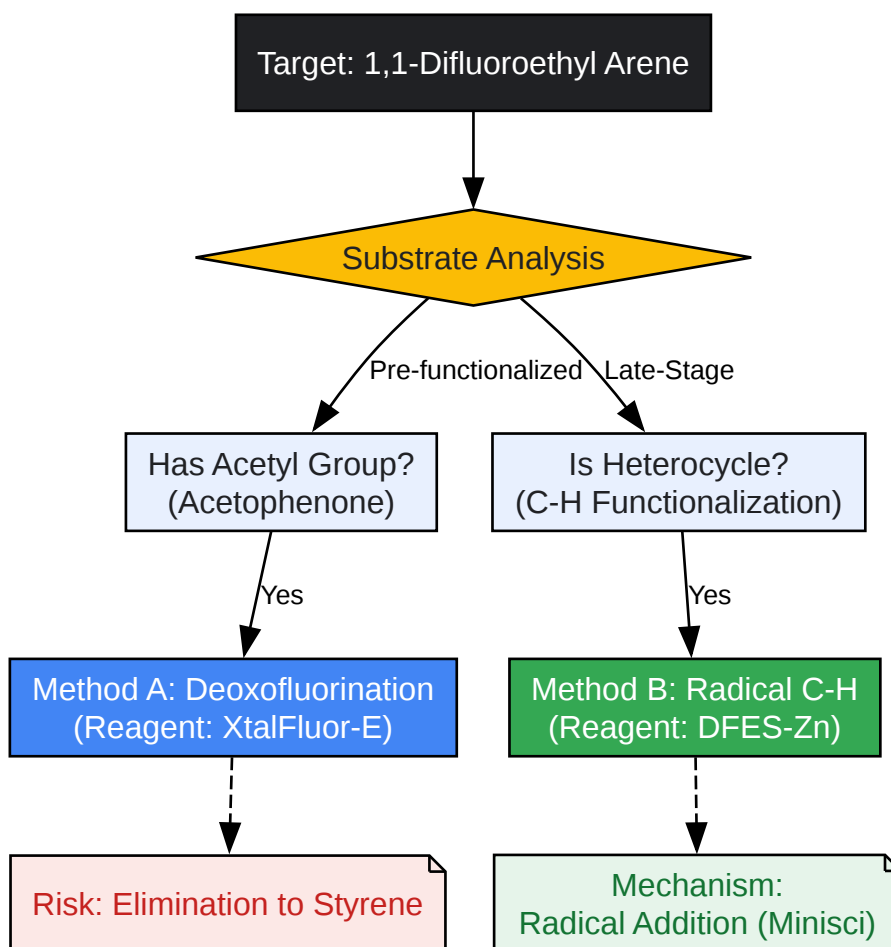 Target: 1,1-Difluoroethyl Arene
Substrate Analysis
Pre-functionalized
Late-Stage
Has Acetyl Group?
(Acetophenone)
Is Heterocycle?
(C-H Functionalization)
Yes
Yes
Method A: Deoxofluorination
(Reagent: XtalFluor-E)
Method B: Radical C-H
(Reagent: DFES-Zn)
Risk: Elimination to Styrene
Mechanism:
Radical Addition (Minisci)